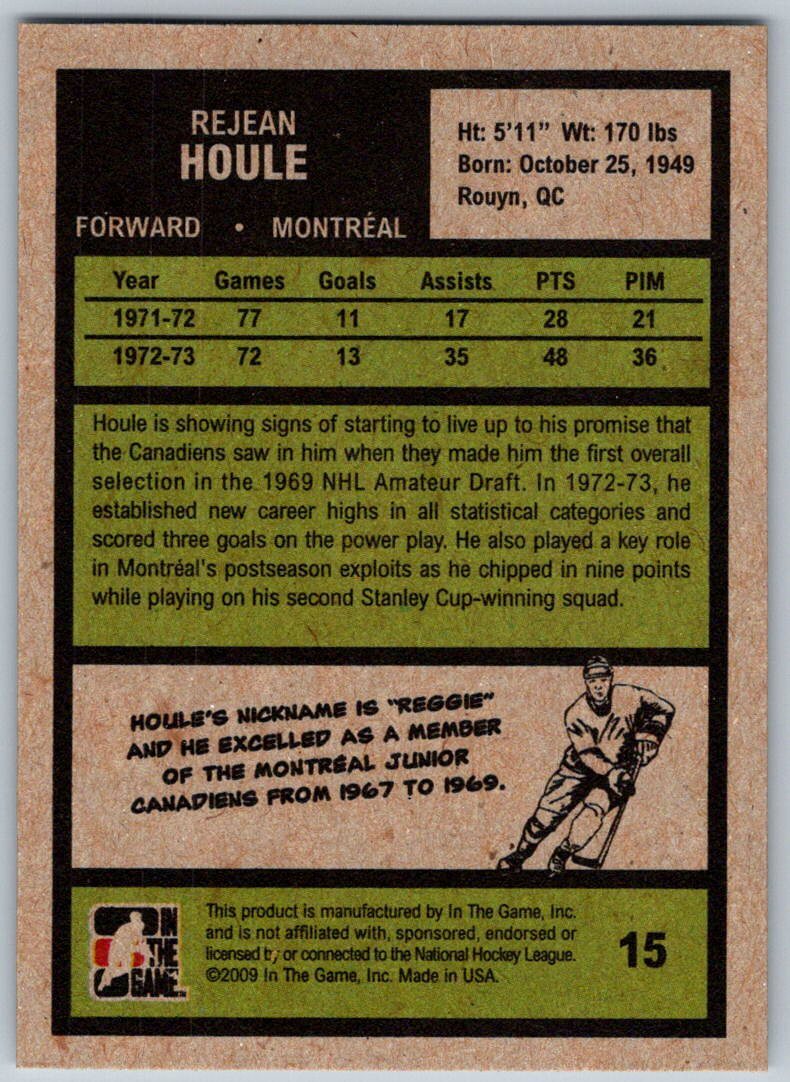 REJEAN
HOULE
FORWARD • MONTRÉAL
Ht: 5'11" Wt: 170 lbs
Born: October 25, 1949
Rouyn, QC
Year Games Goals Assists PTS PIM
1971-72 77 11 17 28 21
1972-73 72 13 35 48 36
Houle is showing signs of starting to live up to his promise that
the Canadiens saw in him when they made him the first overall
selection in the 1969 NHL Amateur Draft. In 1972-73, he
established new career highs in all statistical categories and
scored three goals on the power play. He also played a key role
in Montréal's postseason exploits as he chipped in nine points
while playing on his second Stanley Cup-winning squad.
HOULE'S NICKNAME IS "REGGIE"
AND HE EXCELLED AS A MEMBER
OF THE MONTRÉAL JUNIOR
CANADIENS FROM 1967 TO 1969.
IN
THE
GAME
This product is manufactured by In The Game, Inc.
and is not affiliated with, sponsored, endorsed or
licensed by, or connected to the National Hockey League.
©2009 In The Game, Inc. Made in USA.
15